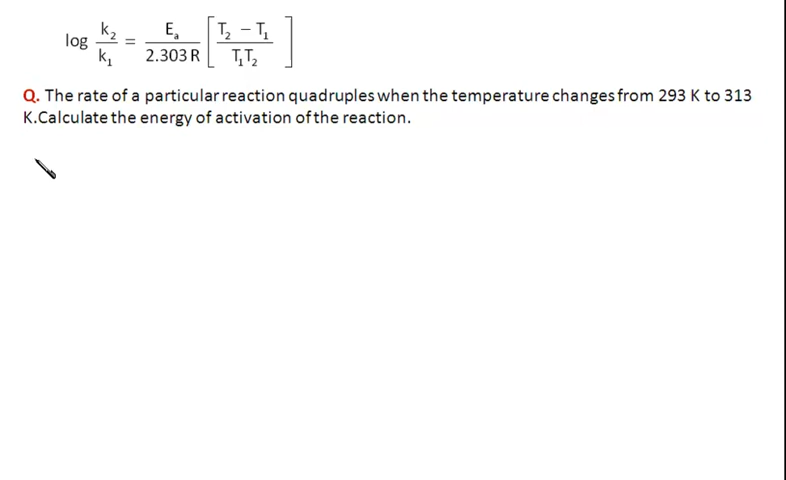 log k₂/k₁ = Eₐ/2.303 R [T₂ − T₁/T₁T₂]
Q. The rate of a particular reaction quadruples when the temperature changes from 293 K to 313
K.Calculate the energy of activation of the reaction.